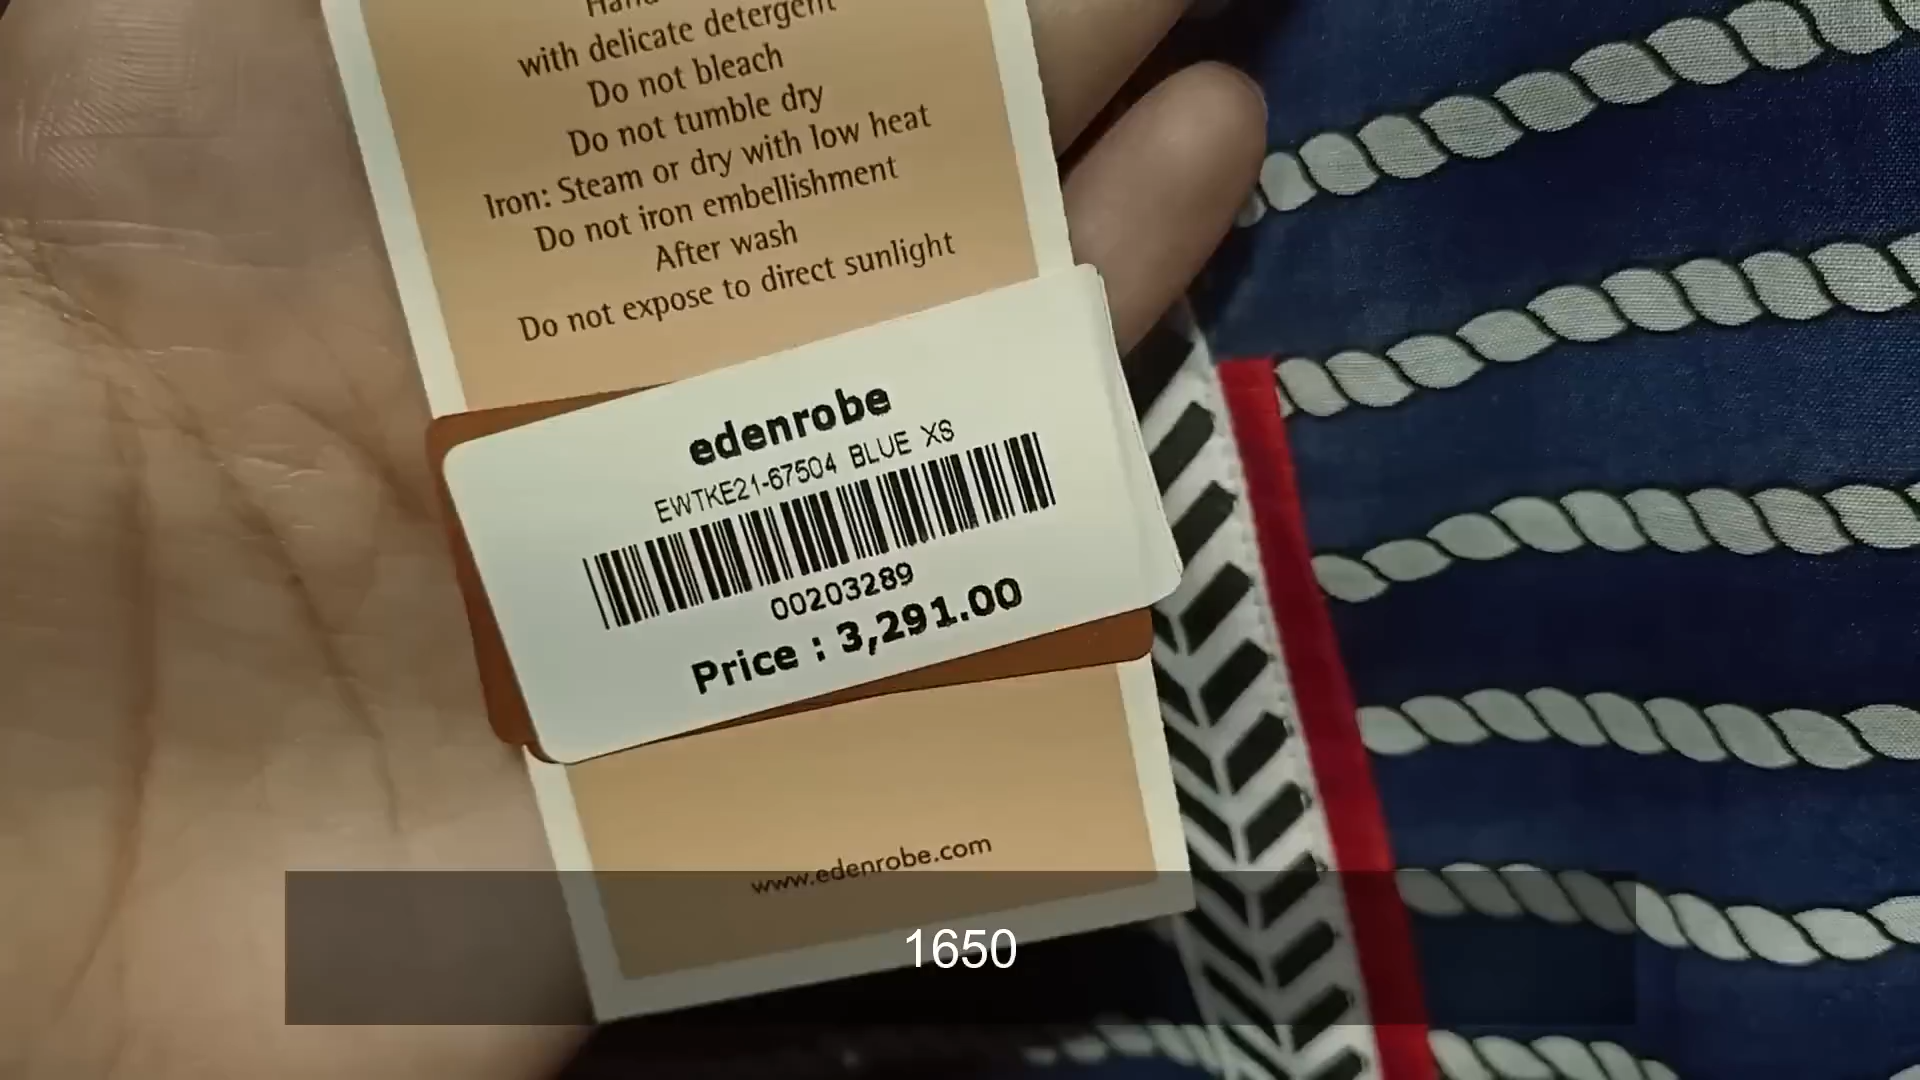 with delicate detergent
Do not bleach
Do not tumble dry
Iron: Steam or dry with low heat
Do not iron embellishment
After wash
Do not expose to direct sunlight
edenrobe
EWTKE21-67504 BLUE XS
00203289
Price : 3,291.00
www.edenrobe.com
1650